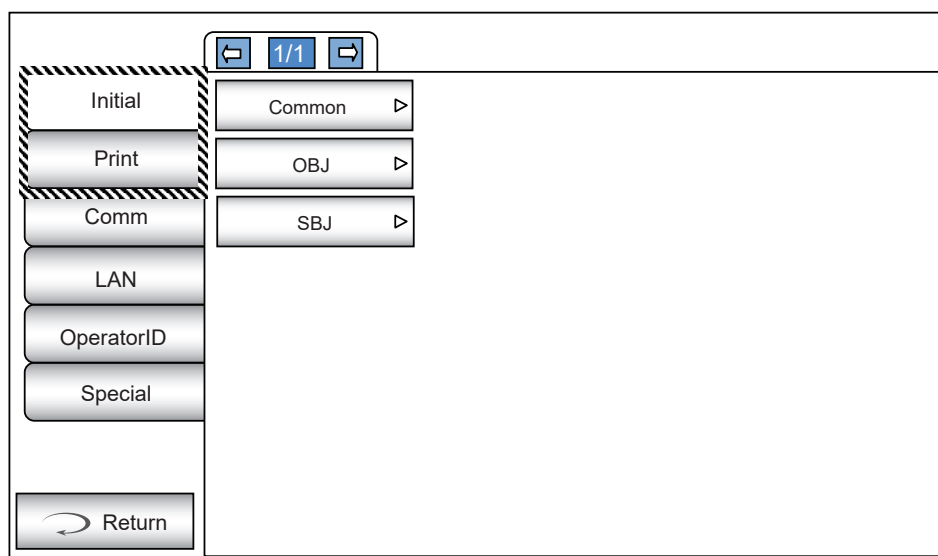 1/1
Initial
Common
Print
OBJ
Comm
SBJ
LAN
OperatorID
Special
Return